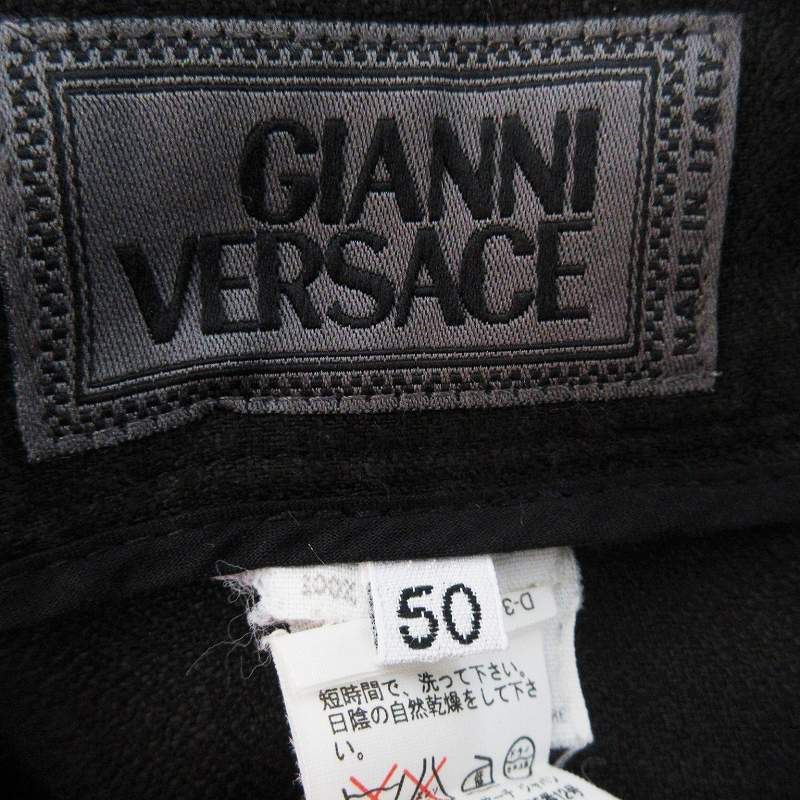 GIANNI
VERSACE
MADE IN ITALY
50
D-3
短時間で、洗って下さい。
日陰の自然乾燥をして下さ
い。